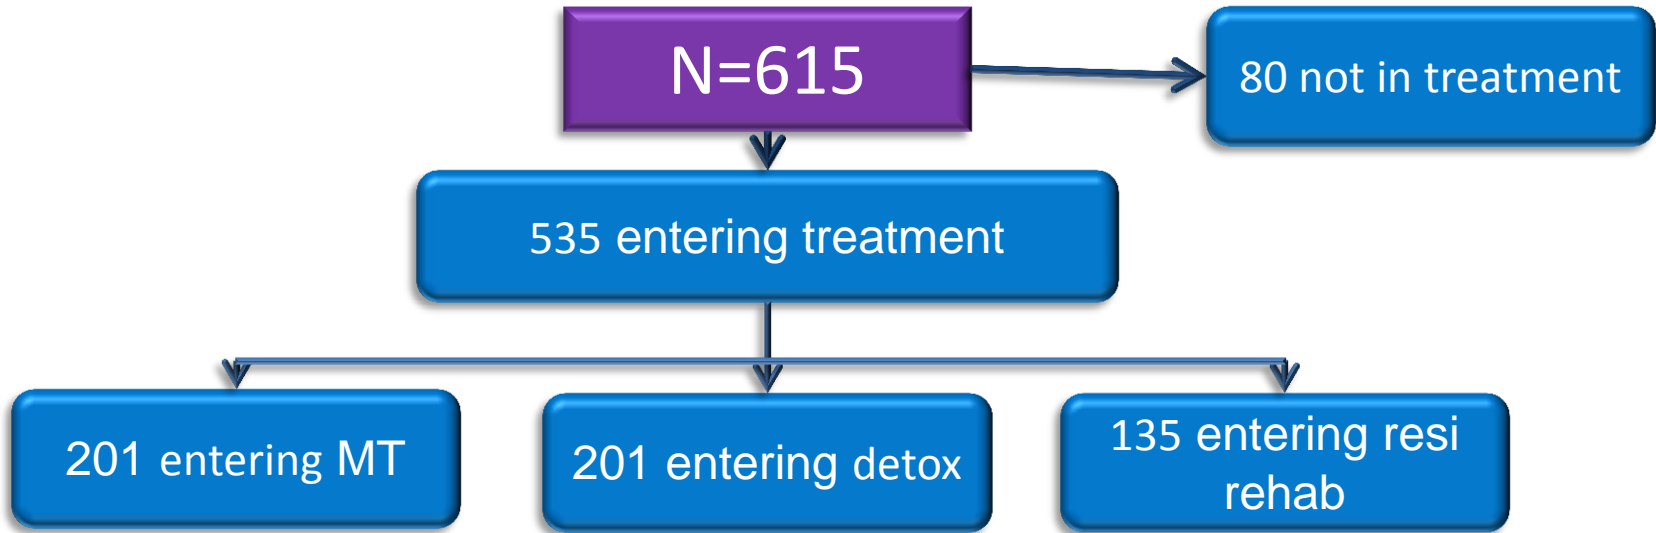 N=615
80 not in treatment
535 entering treatment
201 entering MT
201 entering detox
135 entering resi
rehab